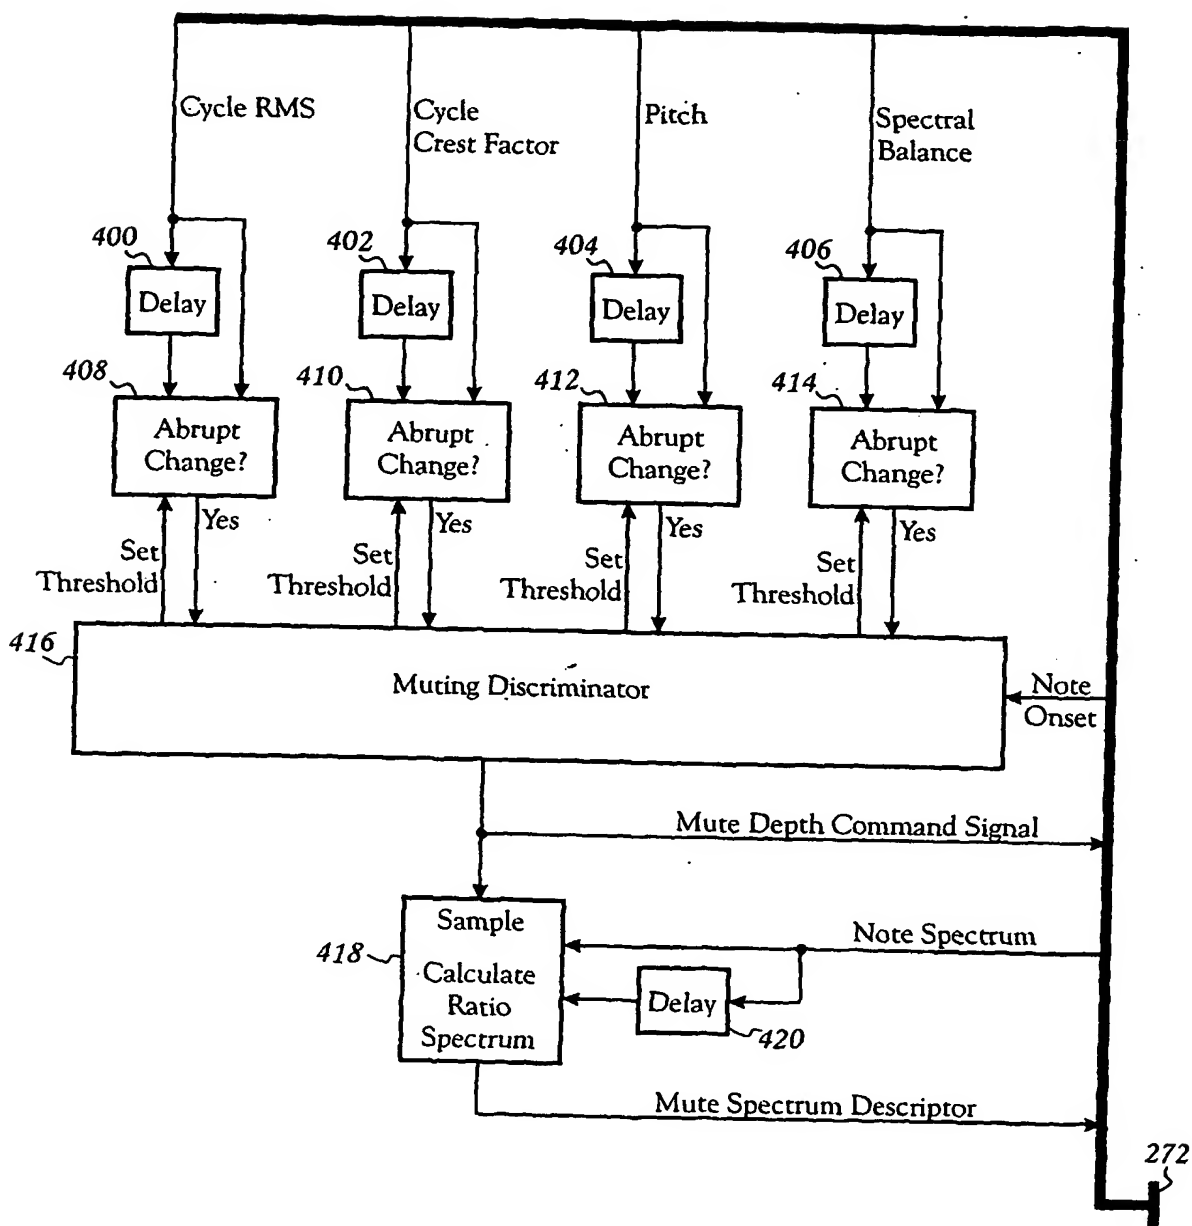 Cycle RMS
Cycle
Crest Factor
Pitch
Spectral
Balance
400
402
404
406
Delay
Delay
Delay
Delay
408
410
412
414
Abrupt
Change?
Abrupt
Change?
Abrupt
Change?
Abrupt
Change?
Yes
Yes
Yes
Yes
Set
Threshold
Set
Threshold
Set
Threshold
Set
Threshold
416
Muting Discriminator
Note
Onset
Mute Depth Command Signal
Sample
Calculate
Ratio
Spectrum
418
Note Spectrum
Delay
420
Mute Spectrum Descriptor
272